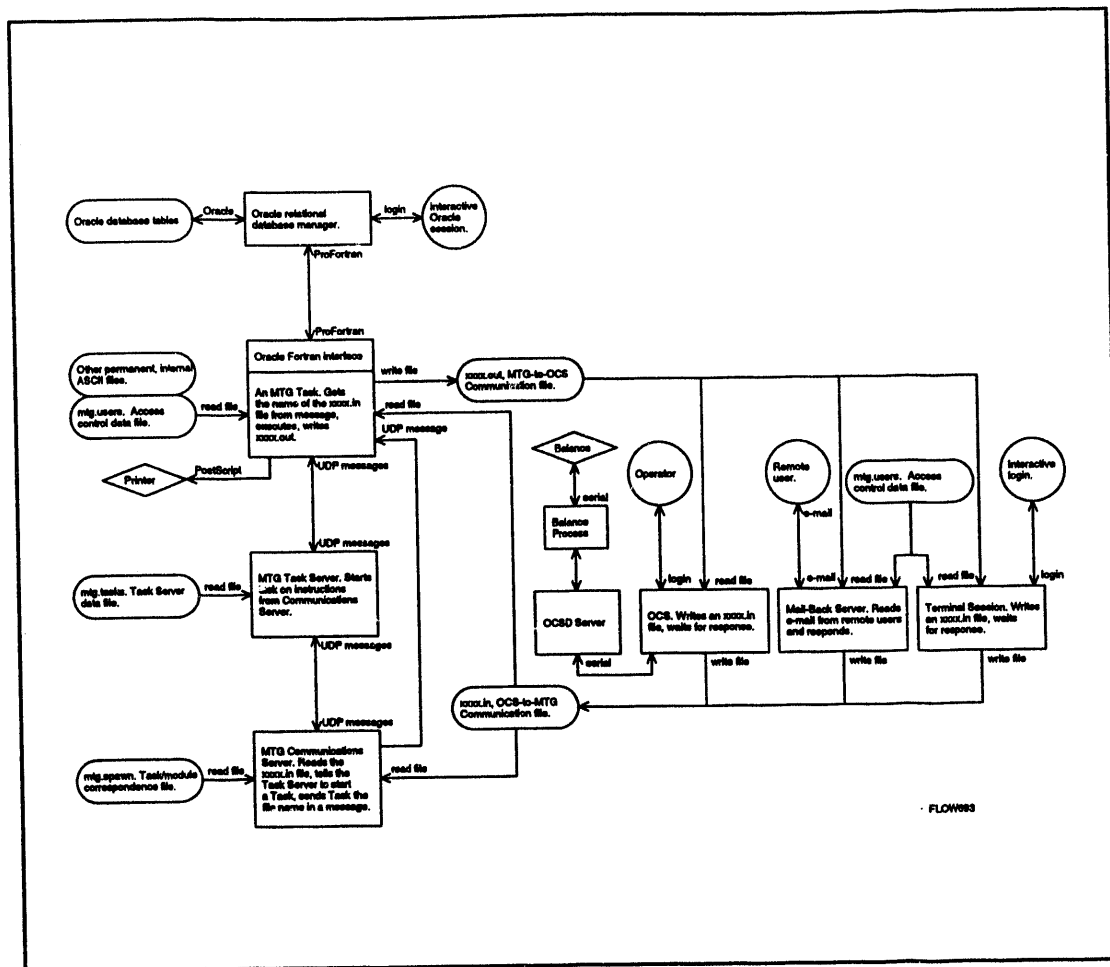 Oracle database tables
Oracle
Oracle relational
database manager.
login
Interactive
Oracle
session.
ProFortran
ProFortran
Oracle Fortran interface
Other permanent, internal
ASCII files.
mtg.users. Access
control data file.
read file
An MTG Task. Gets
the name of the xxxx.in
file from message,
executes, writes
xxxx.out.
write file
read file
UDP message
xxxx.out, MTG-to-OCS
Communication file.
PostScript
Printer
UDP messages
Balance
serial
Balance
Process
Operator
Remote
user.
mtg.users. Access
control data file.
Interactive
login.
e-mail
UDP messages
mtg.tasks. Task Server
data file.
read file
MTG Task Server. Starts
task on instructions
from Communications
Server.
UDP messages
OCSD Server
serial
login
read file
OCS. Writes an xxxx.in
file, waits for response.
write file
e-mail
read file
Mail-Back Server. Reads
e-mail from remote users
and responds.
write file
read file
login
Terminal Session. Writes
an xxxx.in file, waits
for response.
write file
xxxx.in, OCS-to-MTG
Communication file.
UDP messages
mtg.spawn. Task/module
correspondence file.
read file
MTG Communications
Server. Reads the
xxxx.in file, tells the
Task Server to start
a Task, sends Task the
file name in a message.
read file
FLOW693